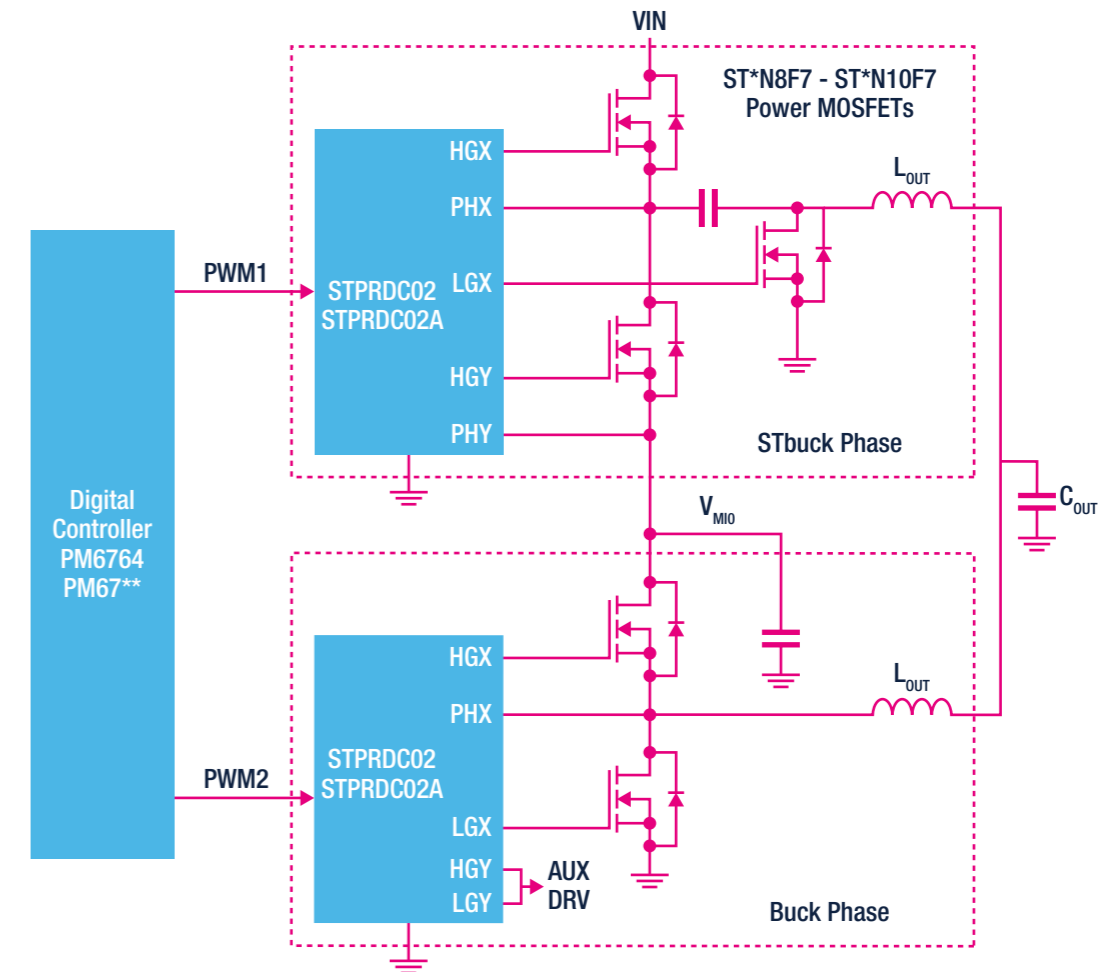 VIN
ST*N8F7 - ST*N10F7
Power MOSFETs
HGX
PHX
LGX
HGY
PHY
STPRDC02
STPRDC02A
PWM1
LOUT
STbuck Phase
Digital
Controller
PM6764
PM67**
VMIO
COUT
HGX
PHX
STPRDC02
STPRDC02A
PWM2
LGX
HGY
LGY
AUX
DRV
LOUT
Buck Phase